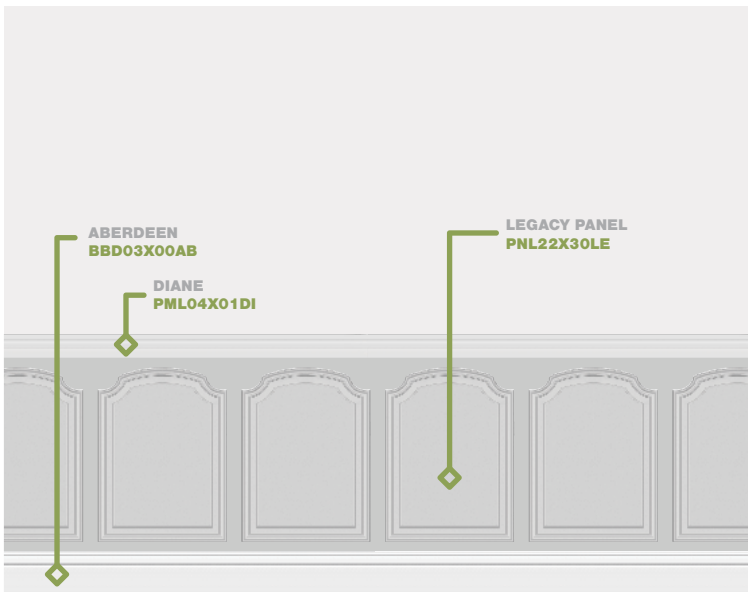 ABERDEEN
BBD03X00AB
DIANE
PML04X01DI
LEGACY PANEL
PNL22X30LE